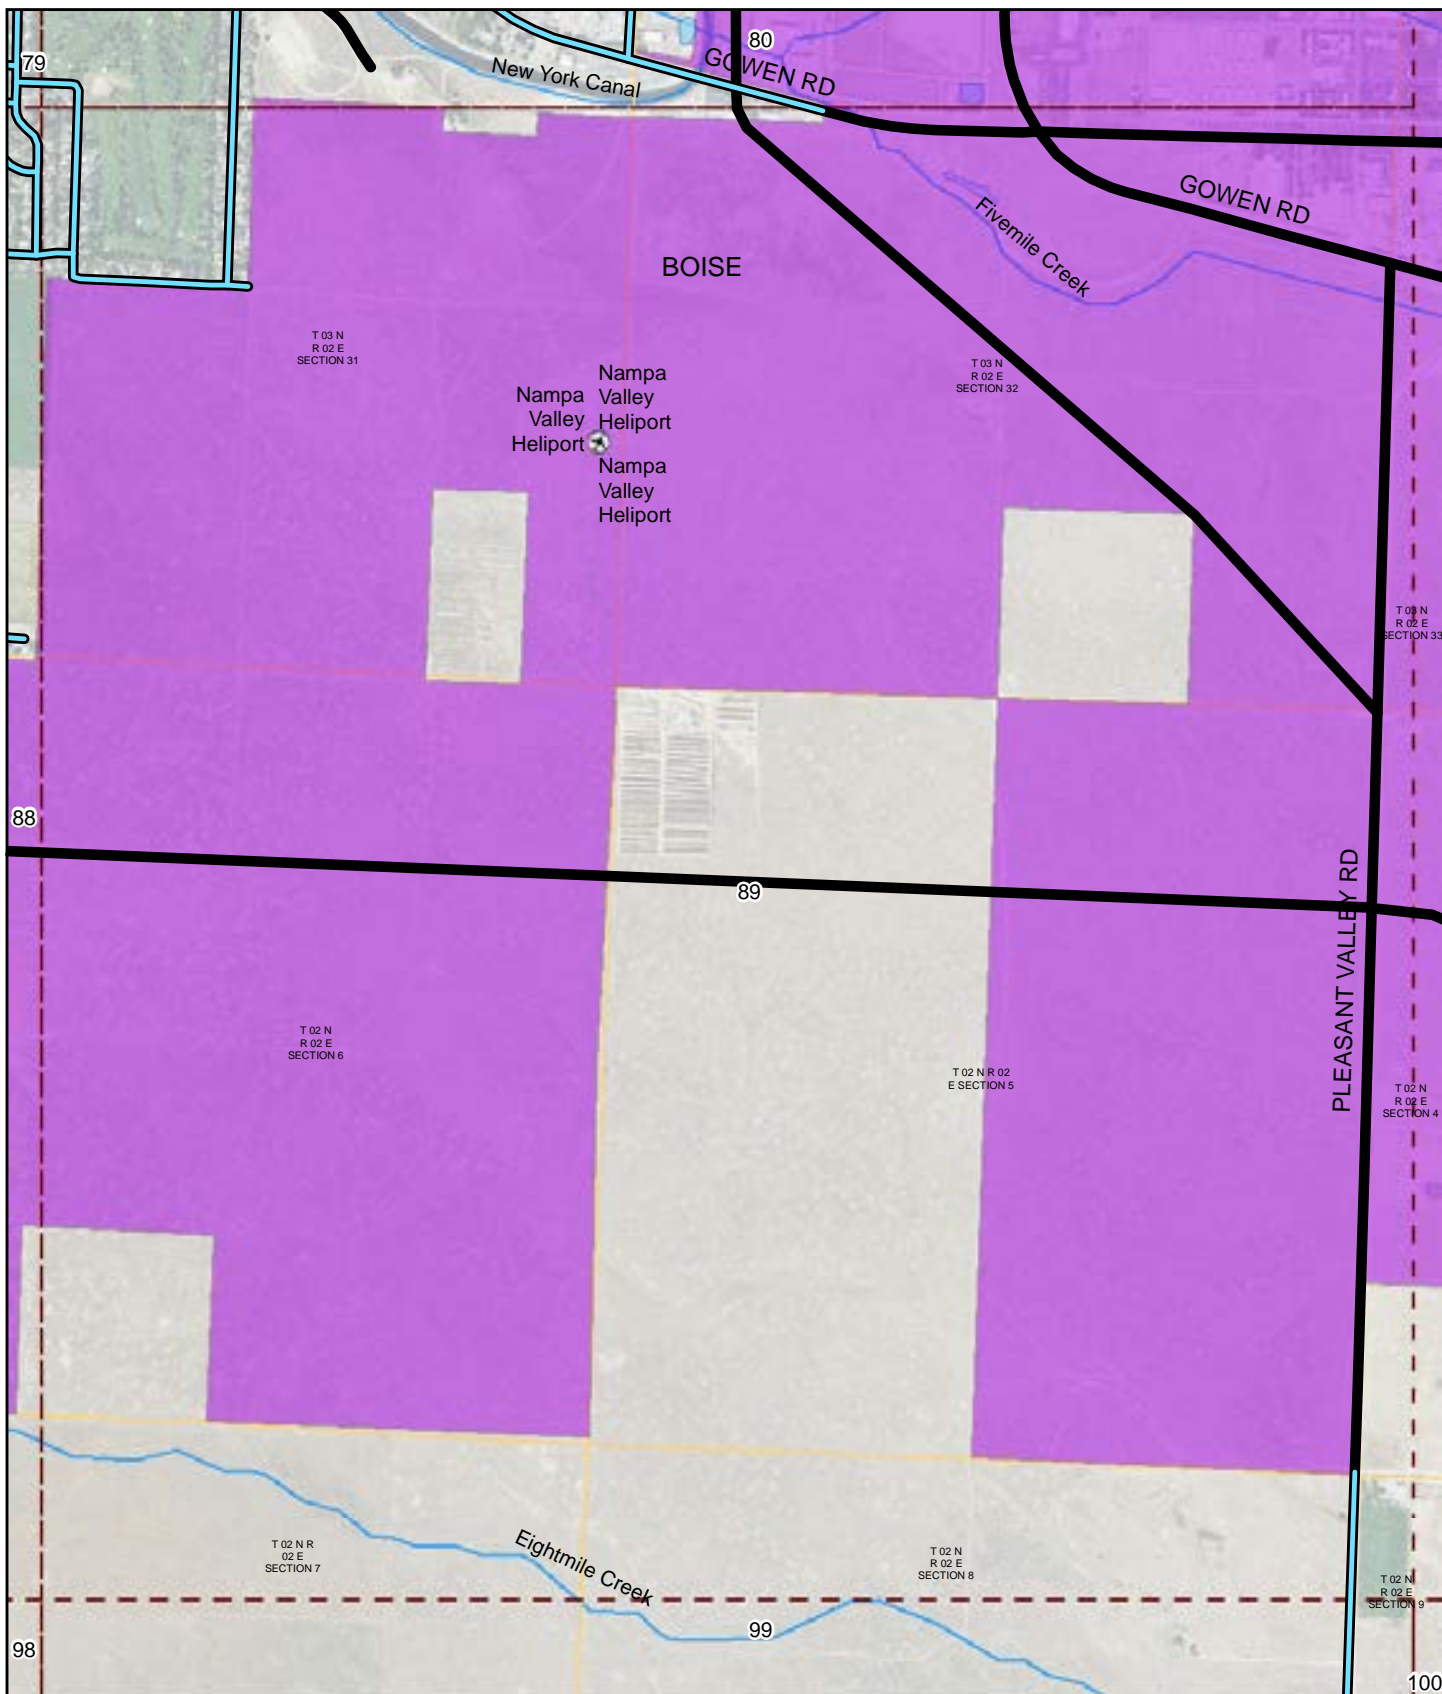 79
80
GOWEN RD
New York Canal
GOWEN RD
Fivemile Creek
BOISE
T 03 N
R 02 E
SECTION 31
T 03 N
R 02 E
SECTION 32
Nampa
Valley
Heliport
Nampa
Valley
Heliport
Nampa
Valley
Heliport
T 03 N
R 02 E
SECTION 33
88
89
PLEASANT VALLEY RD
T 02 N
R 02 E
SECTION 6
T 02 N R 02
E SECTION 5
T 02 N
R 02 E
SECTION 4
Eightmile Creek
T 02 N R
02 E
SECTION 7
T 02 N
R 02 E
SECTION 8
T 02 N
R 02 E
SECTION 9
98
99
100